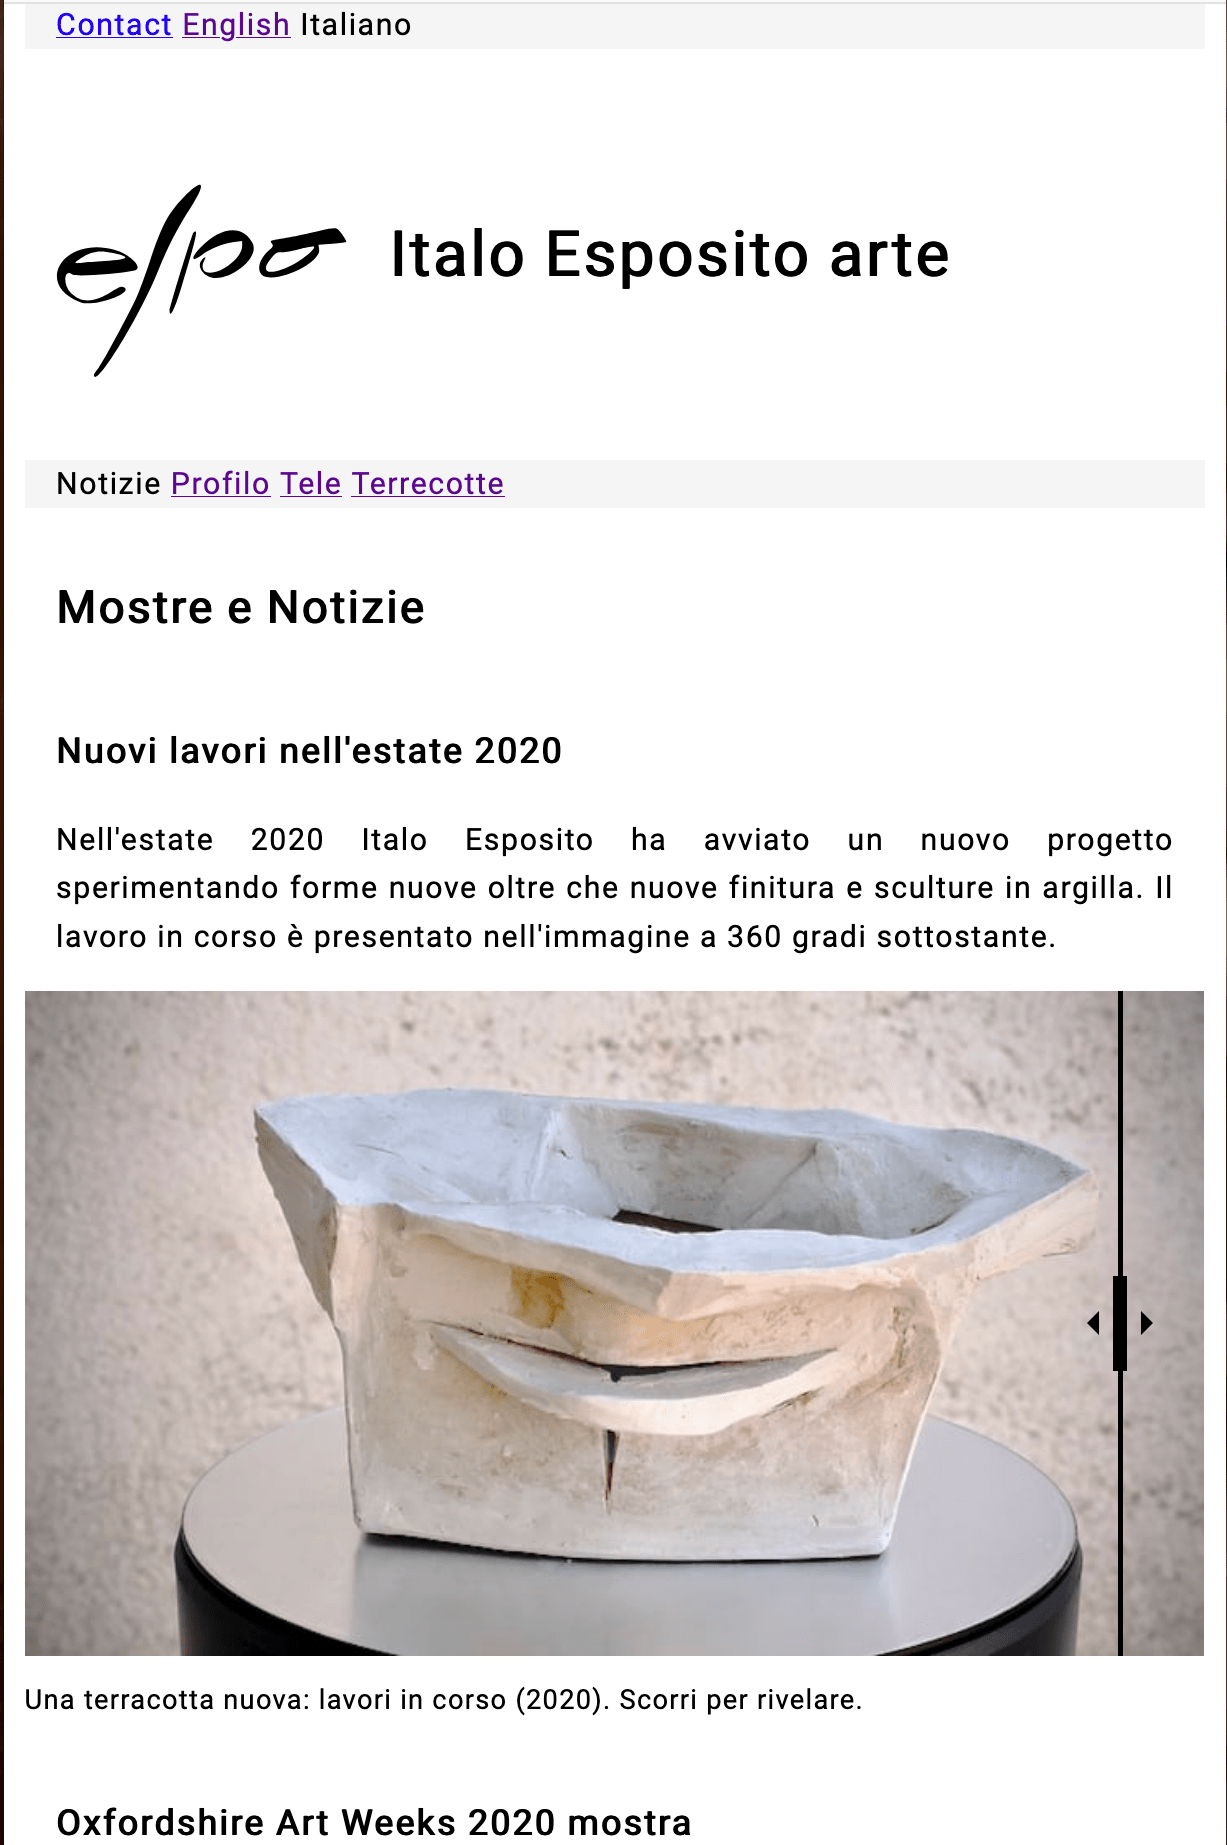 Contact English Italiano
espo Italo Esposito arte
Notizie Profilo Tele Terrecotte
Mostre e Notizie
Nuovi lavori nell'estate 2020
Nell'estate 2020 Italo Esposito ha avviato un nuovo progetto
sperimentando forme nuove oltre che nuove finitura e sculture in argilla. Il
lavoro in corso è presentato nell'immagine a 360 gradi sottostante.
Una terracotta nuova: lavori in corso (2020). Scorri per rivelare.
Oxfordshire Art Weeks 2020 mostra